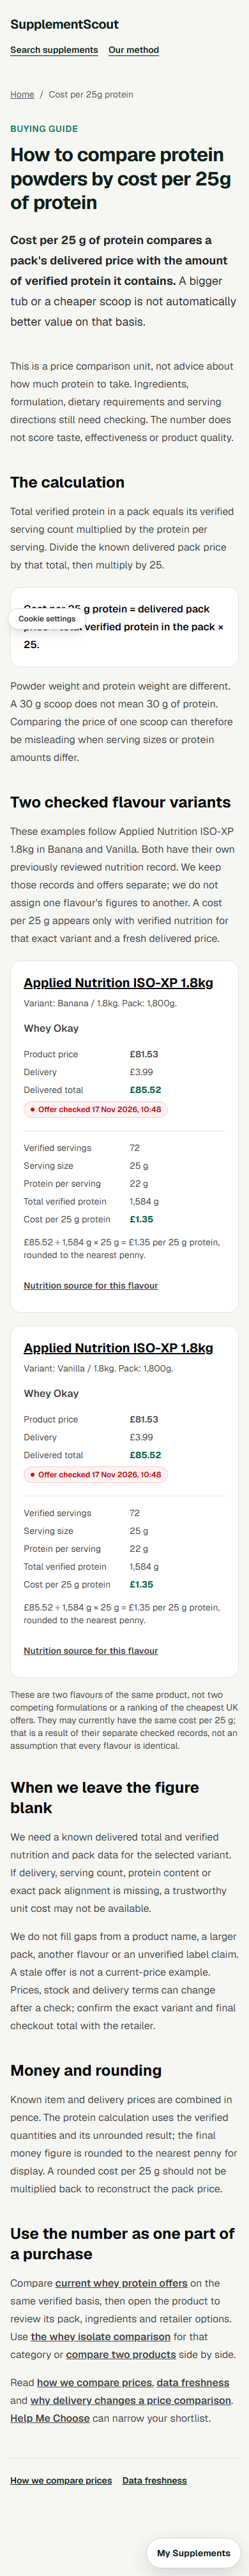 SupplementScout
Search supplements Our method
Home / Cost per 25g protein
BUYING GUIDE
How to compare protein
powders by cost per 25g
of protein
Cost per 25 g of protein compares a
pack's delivered price with the amount
of verified protein it contains. A bigger
tub or a cheaper scoop is not automatically
better value on that basis.
This is a price comparison unit, not advice about
how much protein to take. Ingredients,
formulation, dietary requirements and serving
directions still need checking. The number does
not score taste, effectiveness or product quality.
The calculation
Total verified protein in a pack equals its verified
serving count multiplied by the protein per
serving. Divide the known delivered pack price
by that total, then multiply by 25.
g protein = delivered pack
Cookie settings
verified protein in the pack ×
25.
Powder weight and protein weight are different.
A 30 g scoop does not mean 30 g of protein.
Comparing the price of one scoop can therefore
be misleading when serving sizes or protein
amounts differ.
Two checked flavour variants
These examples follow Applied Nutrition ISO-XP
1.8kg in Banana and Vanilla. Both have their own
previously reviewed nutrition record. We keep
those records and offers separate; we do not
assign one flavour's figures to another. A cost
per 25 g appears only with verified nutrition for
that exact variant and a fresh delivered price.
Applied Nutrition ISO-XP 1.8kg
Variant: Banana / 1.8kg. Pack: 1,800g.
Whey Okay
Product price £81.53
Delivery £3.99
Delivered total £85.52
Offer checked 17 Nov 2026, 10:48
Verified servings 72
Serving size 25 g
Protein per serving 22 g
Total verified protein 1,584 g
Cost per 25 g protein £1.35
£85.52 ÷ 1,584 g × 25 g = £1.35 per 25 g protein,
rounded to the nearest penny.
Nutrition source for this flavour
Applied Nutrition ISO-XP 1.8kg
Variant: Vanilla / 1.8kg. Pack: 1,800g.
Whey Okay
Product price £81.53
Delivery £3.99
Delivered total £85.52
Offer checked 17 Nov 2026, 10:48
Verified servings 72
Serving size 25 g
Protein per serving 22 g
Total verified protein 1,584 g
Cost per 25 g protein £1.35
£85.52 ÷ 1,584 g × 25 g = £1.35 per 25 g protein,
rounded to the nearest penny.
Nutrition source for this flavour
These are two flavours of the same product, not two
competing formulations or a ranking of the cheapest UK
offers. They may currently have the same cost per 25 g;
that is a result of their separate checked records, not an
assumption that every flavour is identical.
When we leave the figure
blank
We need a known delivered total and verified
nutrition and pack data for the selected variant.
If delivery, serving count, protein content or
exact pack alignment is missing, a trustworthy
unit cost may not be available.
We do not fill gaps from a product name, a larger
pack, another flavour or an unverified label claim.
A stale offer is not a current-price example.
Prices, stock and delivery terms can change
after a check; confirm the exact variant and final
checkout total with the retailer.
Money and rounding
Known item and delivery prices are combined in
pence. The protein calculation uses the verified
quantities and its unrounded result; the final
money figure is rounded to the nearest penny for
display. A rounded cost per 25 g should not be
multiplied back to reconstruct the pack price.
Use the number as one part of
a purchase
Compare current whey protein offers on the
same verified basis, then open the product to
review its pack, ingredients and retailer options.
Use the whey isolate comparison for that
category or compare two products side by side.
Read how we compare prices, data freshness
and why delivery changes a price comparison.
Help Me Choose can narrow your shortlist.
How we compare prices Data freshness
My Supplements